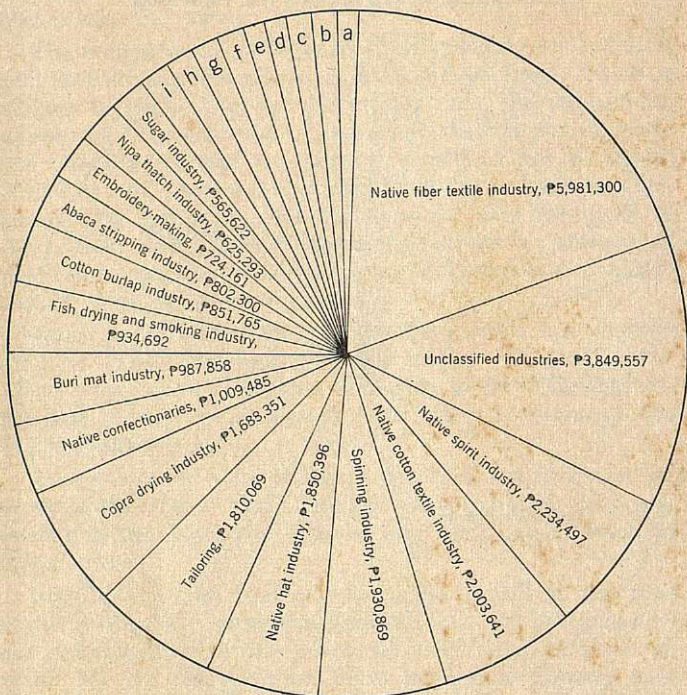 a
b
c
d
e
f
g
h
i
Native fiber textile industry, ₱5,981,300
Unclassified industries, ₱3,849,557
Native spirit industry, ₱2,234,497
Native cotton textile industry, ₱2,003,641
Spinning industry, ₱1,930,869
Native hat industry, ₱1,850,396
Tailoring, ₱1,810,069
Copra drying industry, ₱1,688,351
Native confectionaries, ₱1,009,485
Buri mat industry, ₱987,858
Fish drying and smoking industry,
₱934,692
Cotton burlap industry, ₱851,765
Abaca stripping industry, ₱802,300
Embroidery-making, ₱724,161
Nipa thatch industry, ₱625,293
Sugar industry, ₱565,622